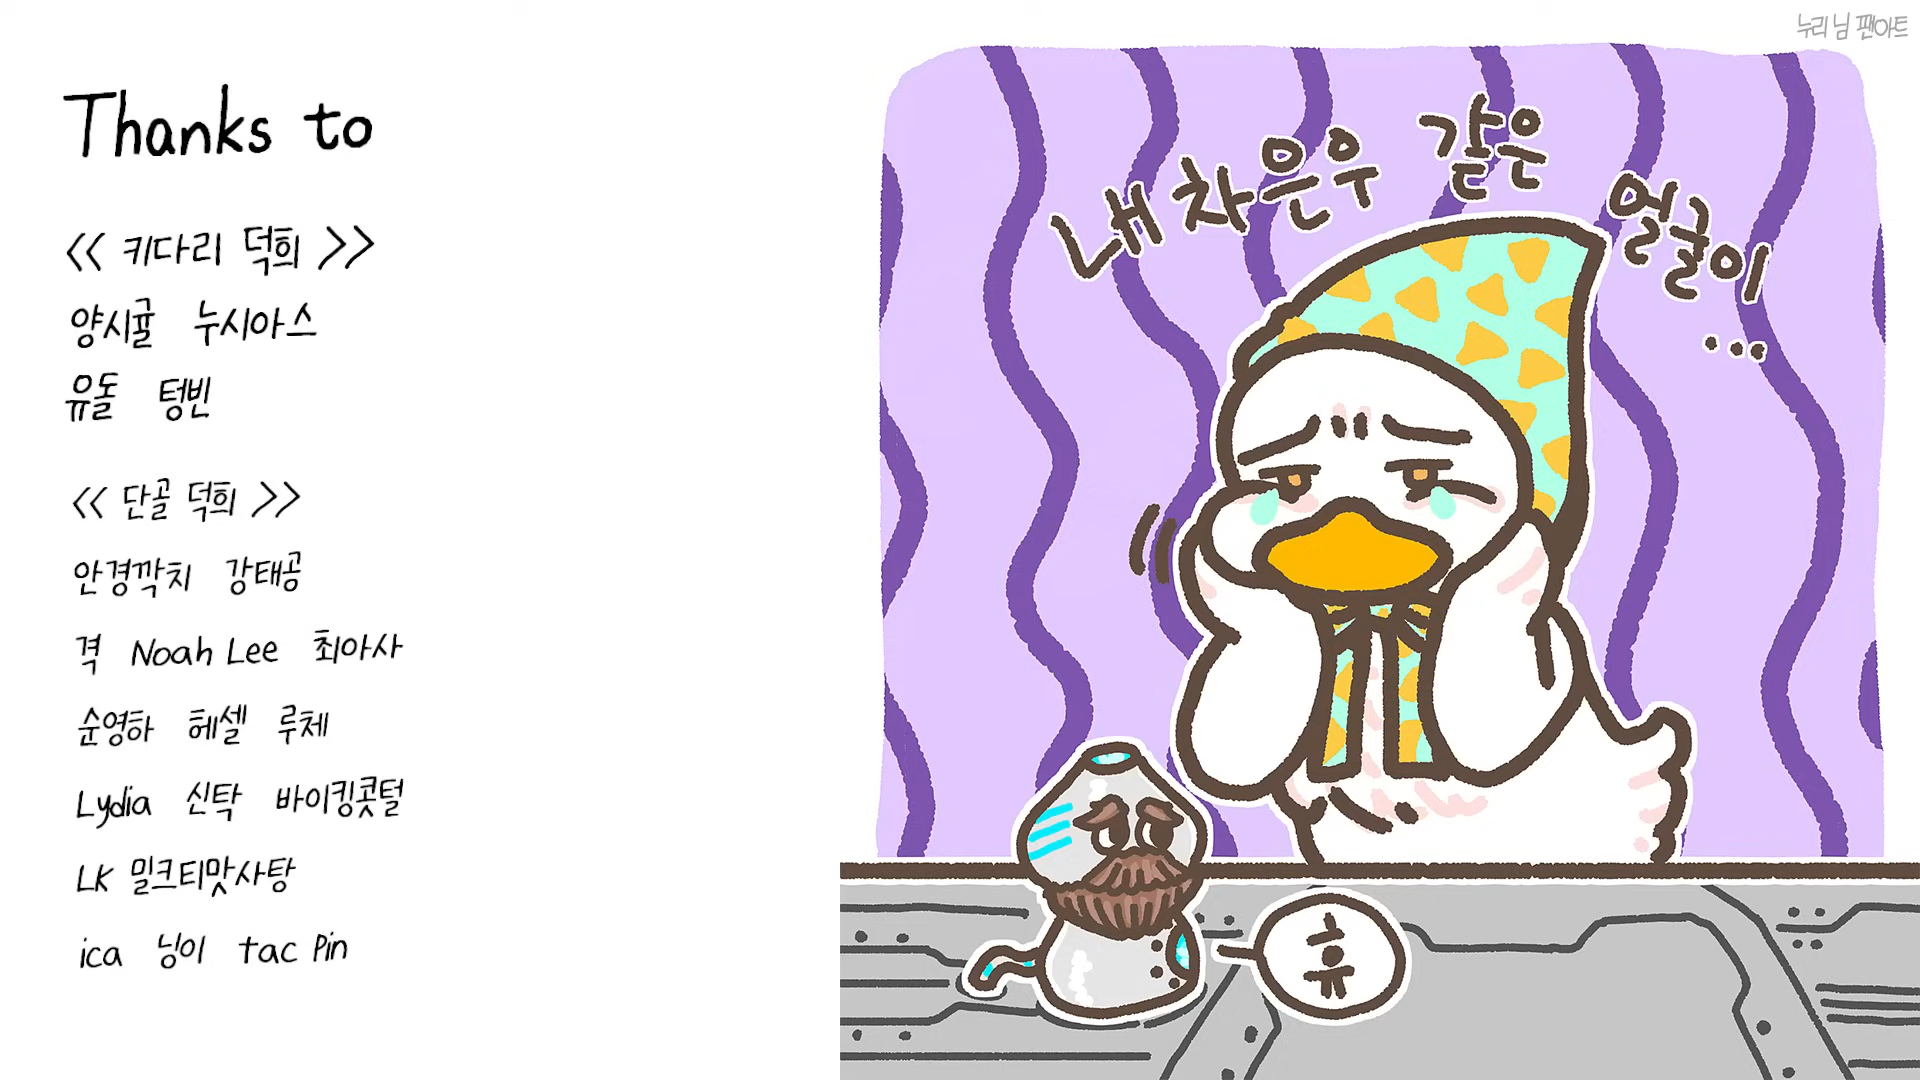 Thanks to
<< 키다리 덕희 >>
양시귤 누시아스
유돌 텅빈
<< 단골 덕희 >>
안경깍지 강태공
격 Noah Lee 최아사
순영하 헤셀 루체
Lydia 신탁 바이킹콧털
LK 밀크티맛사탕
ica 닝이 tac Pin
누리님 팬아트
내 차은우 같은 얼굴이
...
휴